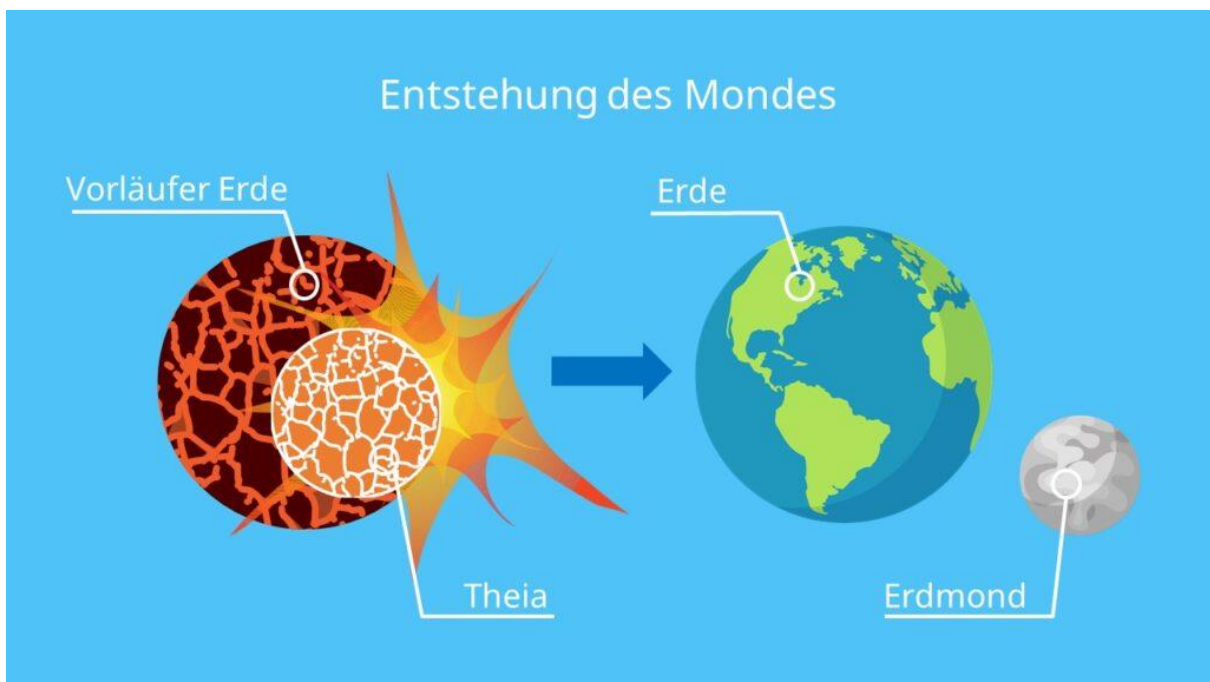 Entstehung des Mondes
Vorläufer Erde
Erde
Theia
Erdmond